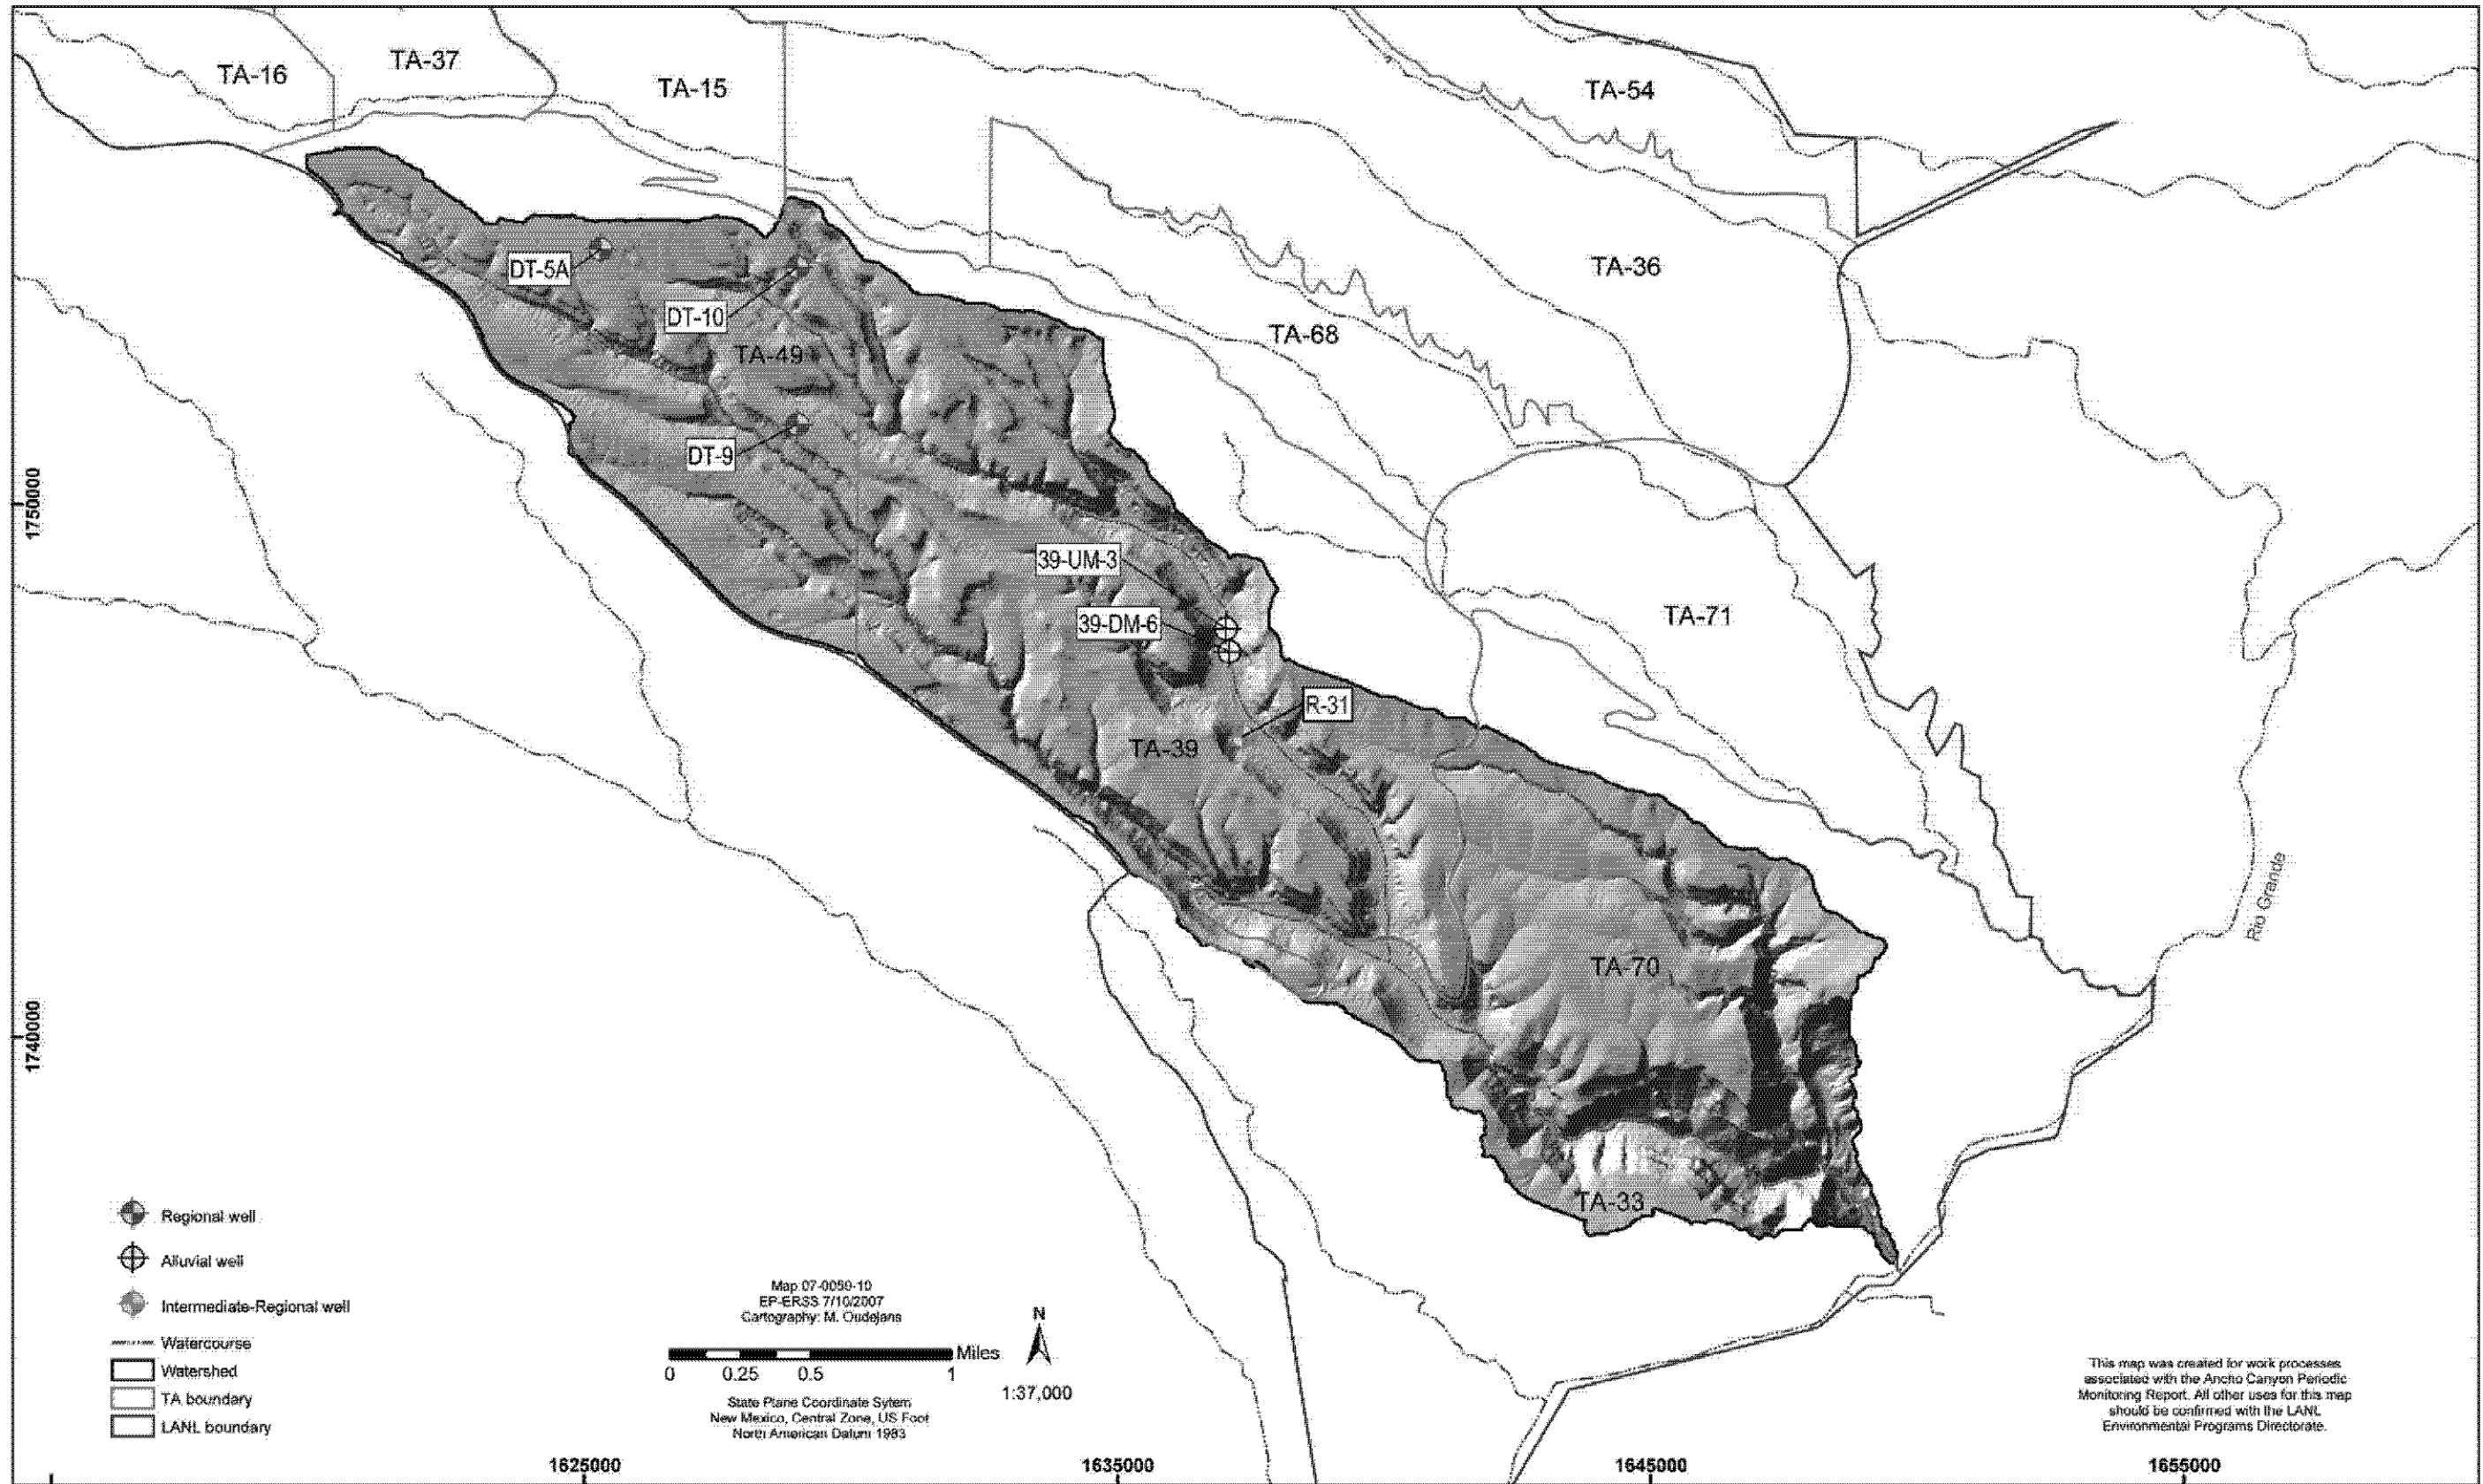 TA-16
TA-37
TA-15
TA-54
TA-36
TA-68
DT-5A
DT-10
TA-49
DT-9
39-UM-3
39-DM-6
TA-71
R-31
TA-39
TA-70
TA-33
Rio Grande
1750000
1740000
Regional well
Alluvial well
Intermediate-Regional well
Watercourse
Watershed
TA boundary
LANL boundary
Map 07-0059-10
EP-ERSS 7/10/2007
Cartography: M. Oudejans
N
Miles
0 0.25 0.5 1
1:37,000
State Plane Coordinate Sytem
New Mexico, Central Zone, US Foot
North American Datum 1983
This map was created for work processes
associated with the Ancho Canyon Periodic
Monitoring Report. All other uses for this map
should be confirmed with the LANL
Environmental Programs Directorate.
1625000 1635000 1645000 1655000